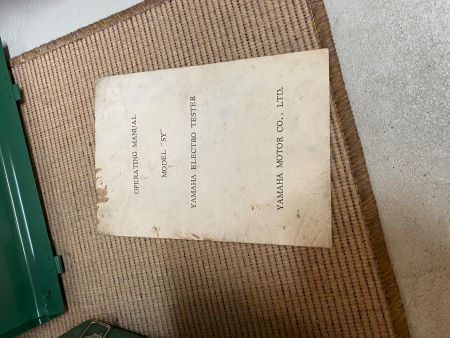 OPERATING MANUAL
MODEL "SY"
YAMAHA ELECTRO TESTER
YAMAHA MOTOR CO., LTD.